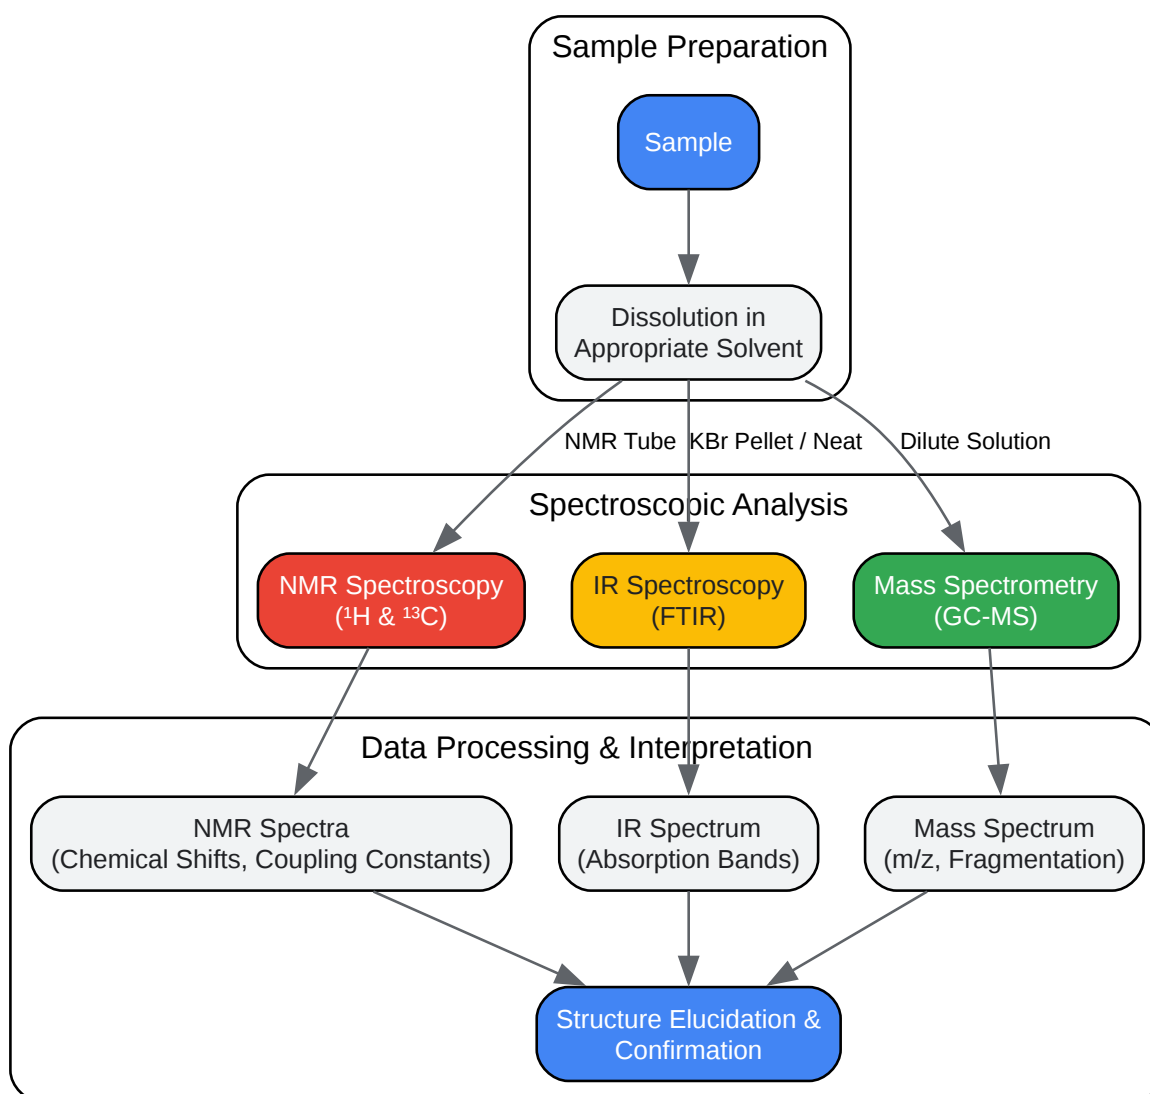 Sample Preparation
Sample
Dissolution in
Appropriate Solvent
NMR Tube
KBr Pellet / Neat
Dilute Solution
Spectroscopic Analysis
NMR Spectroscopy
(¹H & ¹³C)
IR Spectroscopy
(FTIR)
Mass Spectrometry
(GC-MS)
Data Processing & Interpretation
NMR Spectra
(Chemical Shifts, Coupling Constants)
IR Spectrum
(Absorption Bands)
Mass Spectrum
(m/z, Fragmentation)
Structure Elucidation &
Confirmation